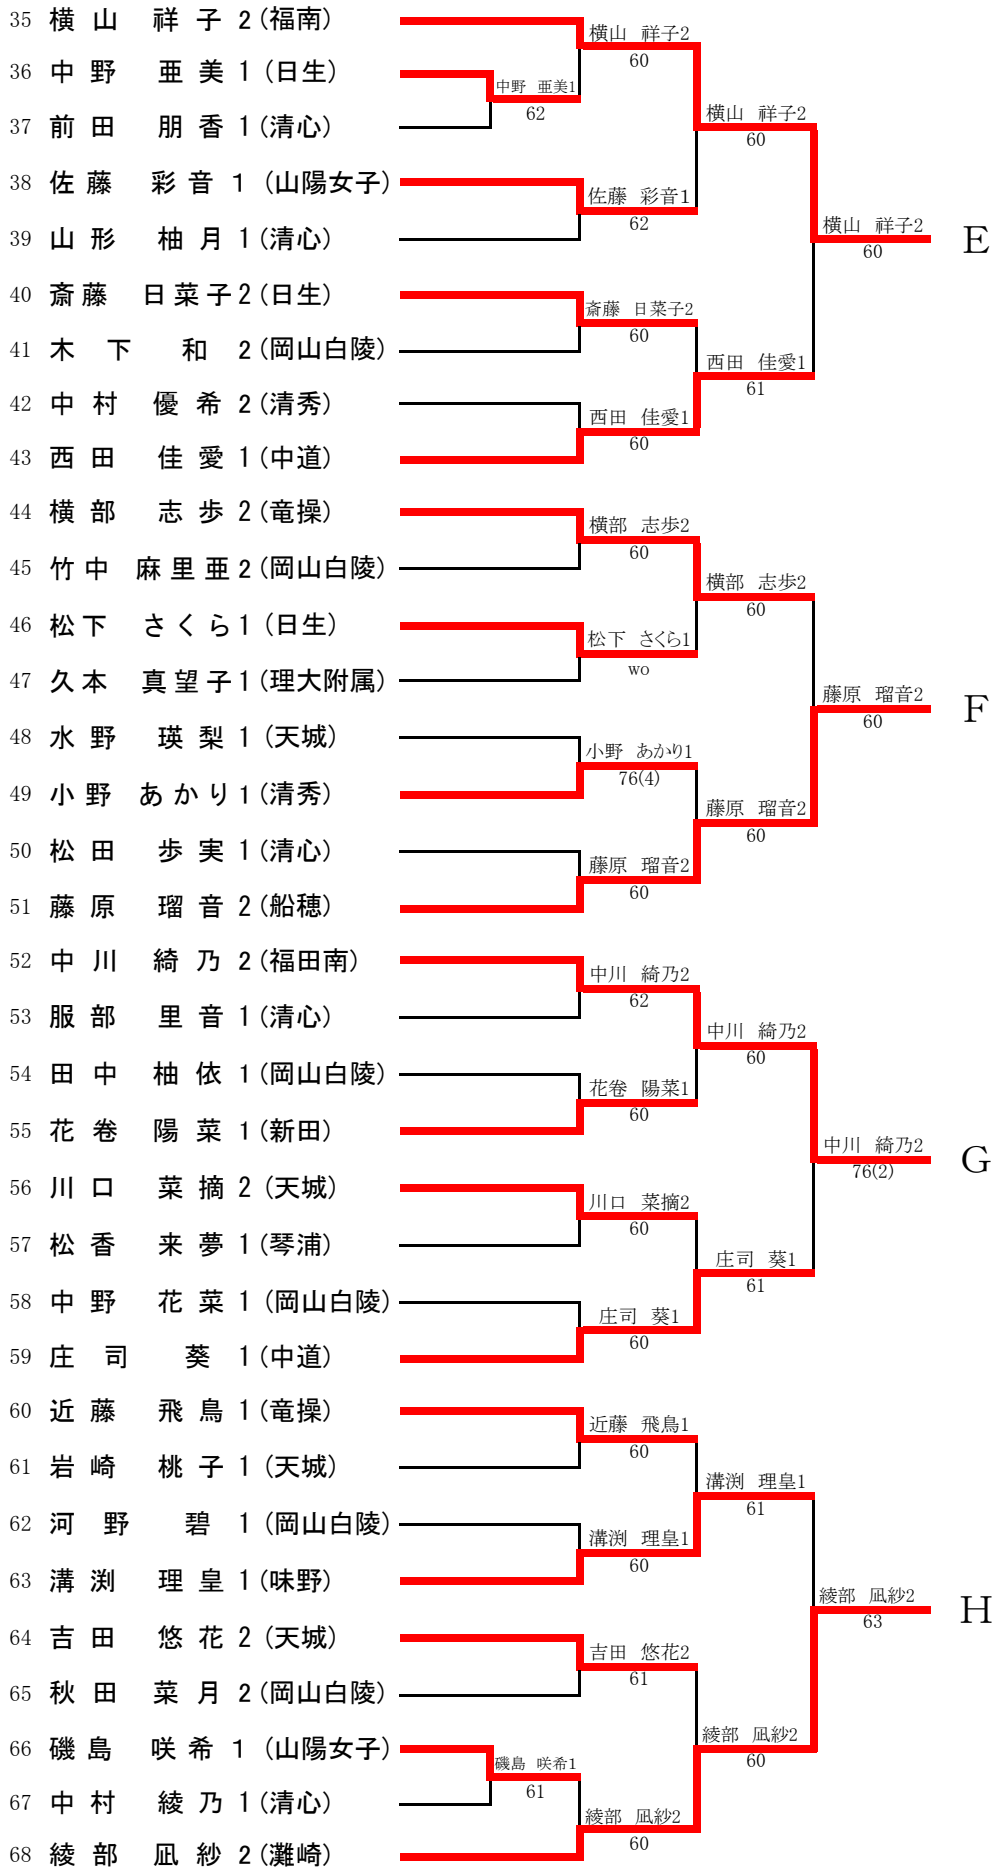 35 横山 祥子 2 (福南)
36 中野 亜美 1 (日生)
37 前田 朋香 1 (清心)
38 佐藤 彩音 1 (山陽女子)
39 山形 柚月 1 (清心)
40 斎藤 日菜子 2 (日生)
41 木下 和 2 (岡山白陵)
42 中村 優希 2 (清秀)
43 西田 佳愛 1 (中道)
44 横部 志歩 2 (竜操)
45 竹中 麻里亜 2 (岡山白陵)
46 松下 さくら 1 (日生)
47 久本 真望子 1 (理大附属)
48 水野 瑛梨 1 (天城)
49 小野 あかり 1 (清秀)
50 松田 歩実 1 (清心)
51 藤原 瑠音 2 (船穂)
52 中川 綺乃 2 (福田南)
53 服部 里音 1 (清心)
54 田中 柚依 1 (岡山白陵)
55 花巻 陽菜 1 (新田)
56 川口 菜摘 2 (天城)
57 松香 来夢 1 (琴浦)
58 中野 花菜 1 (岡山白陵)
59 庄司 葵 1 (中道)
60 近藤 飛鳥 1 (竜操)
61 岩崎 桃子 1 (天城)
62 河野 碧 1 (岡山白陵)
63 溝渕 理皇 1 (味野)
64 吉田 悠花 2 (天城)
65 秋田 菜月 2 (岡山白陵)
66 磯島 咲希 1 (山陽女子)
67 中村 綾乃 1 (清心)
68 綾部 凪紗 2 (灘崎)
中野 亜美1
62
磯島 咲希1
61
横山 祥子2
60
佐藤 彩音1
62
斎藤 日菜子2
60
西田 佳愛1
60
横部 志歩2
60
松下 さくら1
wo
小野 あかり1
76(4)
藤原 瑠音2
60
中川 綺乃2
62
花巻 陽菜1
60
川口 菜摘2
60
庄司 葵1
60
近藤 飛鳥1
60
溝渕 理皇1
60
吉田 悠花2
61
綾部 凪紗2
60
横山 祥子2
60
西田 佳愛1
61
横部 志歩2
60
藤原 瑠音2
60
中川 綺乃2
60
庄司 葵1
61
溝渕 理皇1
61
綾部 凪紗2
60
横山 祥子2
60
E
藤原 瑠音2
60
F
中川 綺乃2
76(2)
G
綾部 凪紗2
63
H